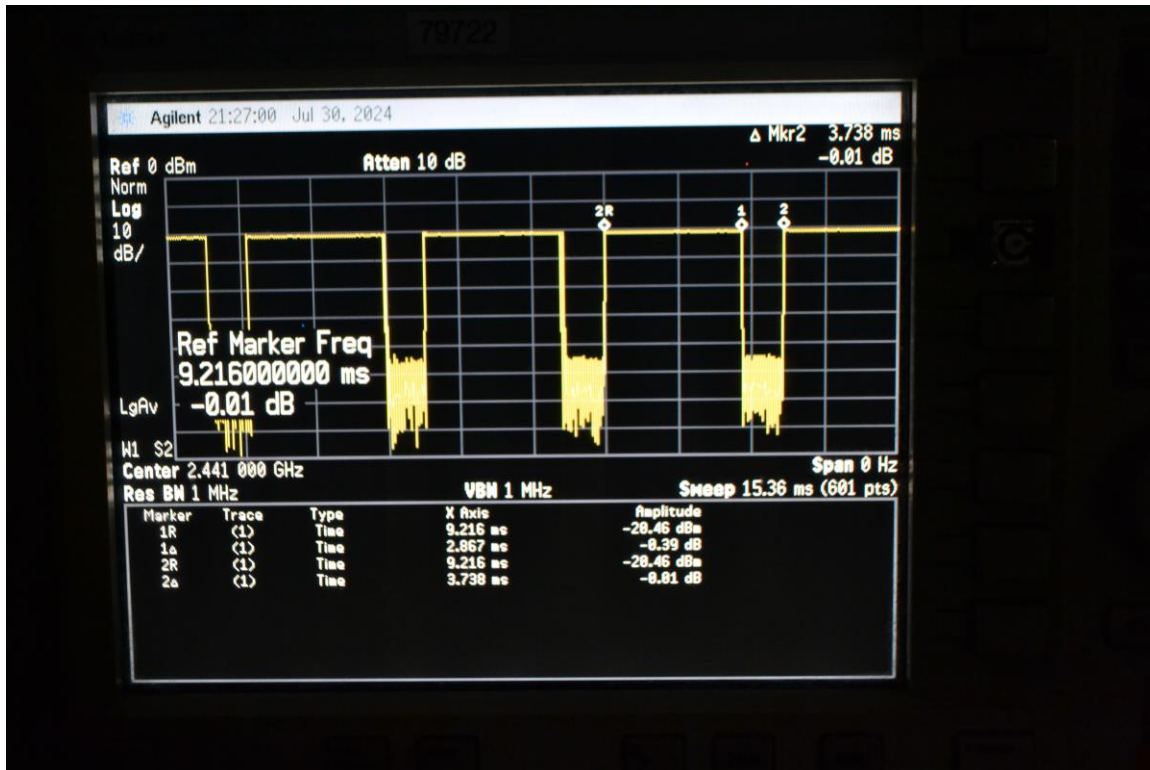 79722
Agilent 21:27:00 Jul 30, 2024
Δ Mkr2 3.738 ms
Ref 0 dBm Atten 10 dB -0.01 dB
Norm
Log
10
dB/
2R 1 2
Ref Marker Freq
9.216000000 ms
-0.01 dB
LgAv
W1 S2
Center 2.441 000 GHz Span 0 Hz
Res BW 1 MHz VBW 1 MHz Sweep 15.36 ms (601 pts)
Marker Trace Type X Axis Amplitude
1R (1) Time 9.216 ms -20.46 dBm
1Δ (1) Time 2.867 ms -0.39 dB
2R (1) Time 9.216 ms -20.46 dBm
2Δ (1) Time 3.738 ms -0.01 dB